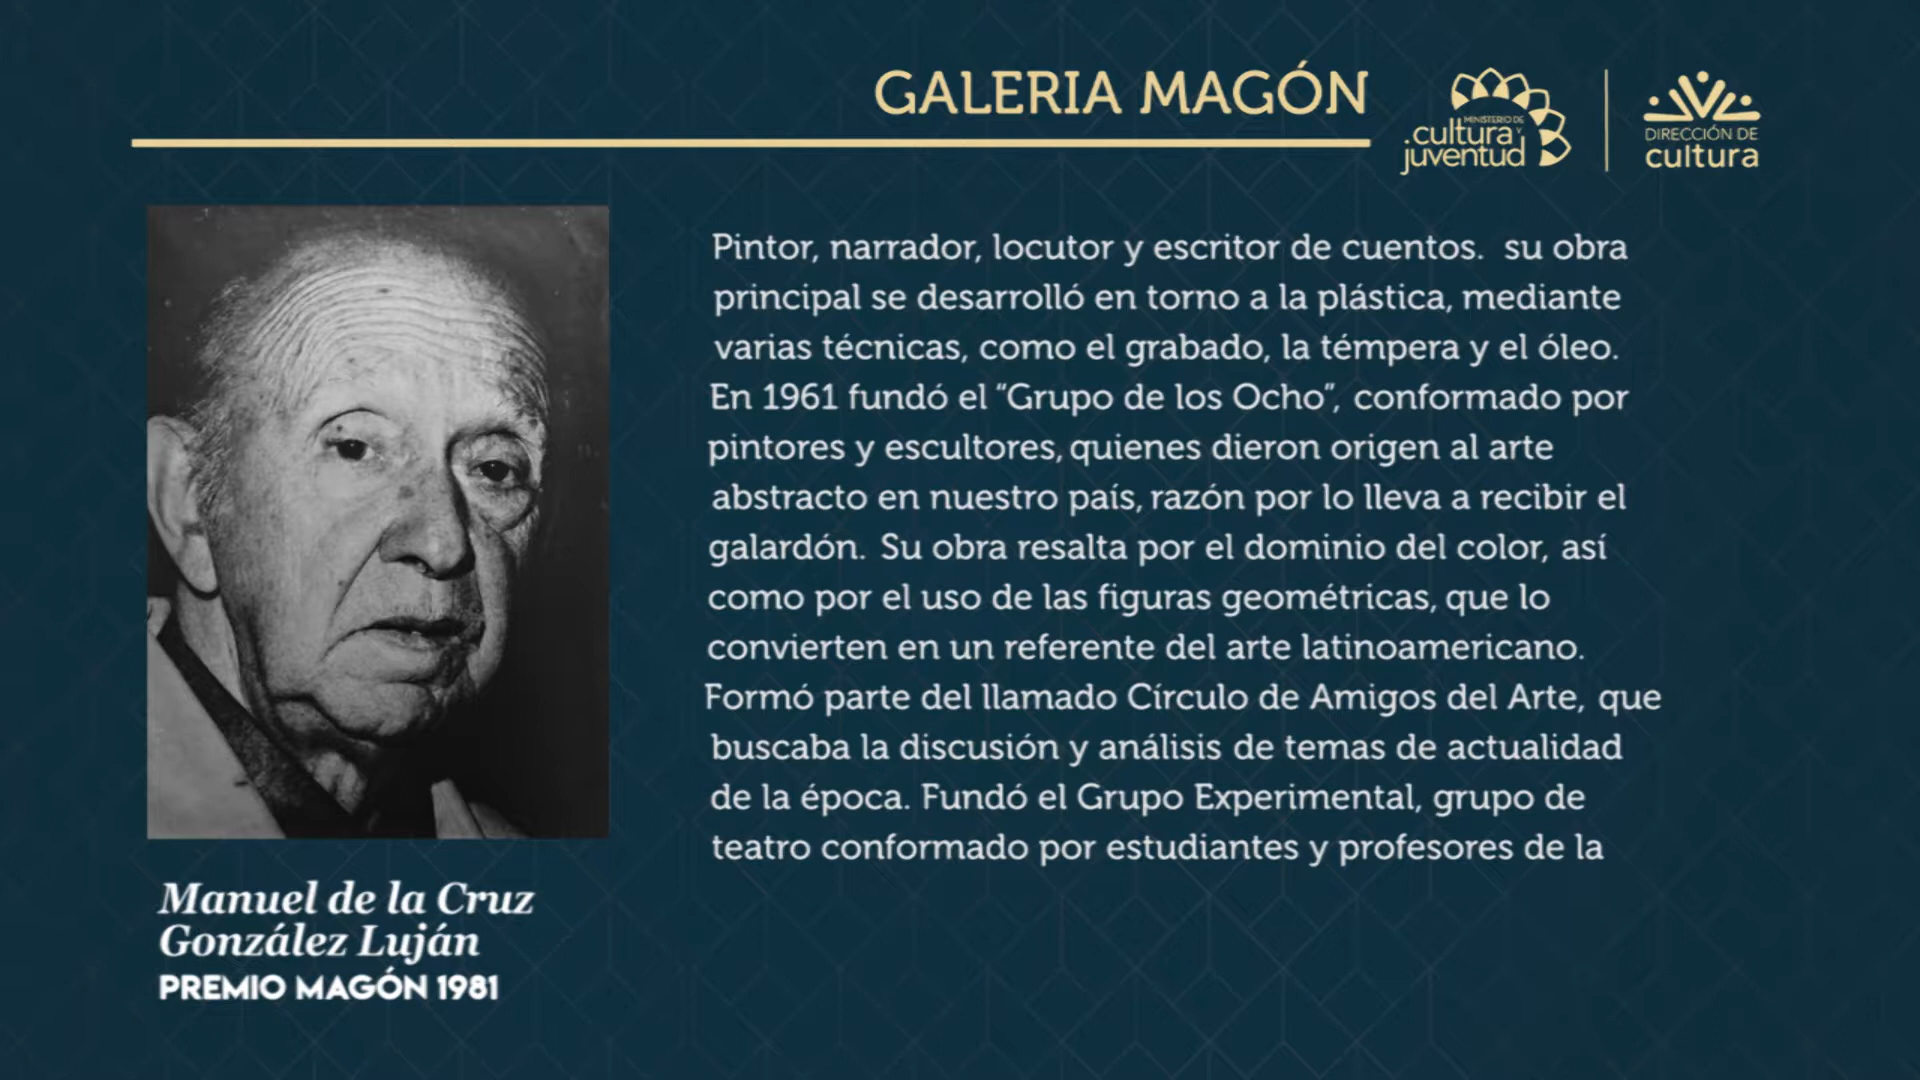 GALERIA MAGÓN
MINISTERIO DE
cultura y
juventud
DIRECCIÓN DE
cultura
Pintor, narrador, locutor y escritor de cuentos.  su obra
principal se desarrolló en torno a la plástica, mediante
varias técnicas, como el grabado, la témpera y el óleo.
En 1961 fundó el “Grupo de los Ocho”, conformado por
pintores y escultores, quienes dieron origen al arte
abstracto en nuestro país, razón por lo lleva a recibir el
galardón. Su obra resalta por el dominio del color, así
como por el uso de las figuras geométricas, que lo
convierten en un referente del arte latinoamericano.
Formó parte del llamado Círculo de Amigos del Arte, que
buscaba la discusión y análisis de temas de actualidad
de la época. Fundó el Grupo Experimental, grupo de
teatro conformado por estudiantes y profesores de la
Manuel de la Cruz
González Luján
PREMIO MAGÓN 1981